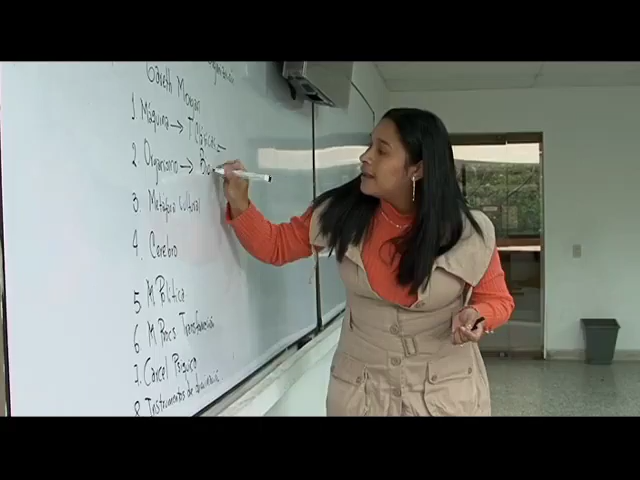 Gareth Morgan
1 Máquina →
2. Organismo → Bio
3. Metáfora Cultural
4. Cerebro
5 M Política
6 M Procs Transformación
7. Cárcel Psíquica
8 Instrumentos de dominación